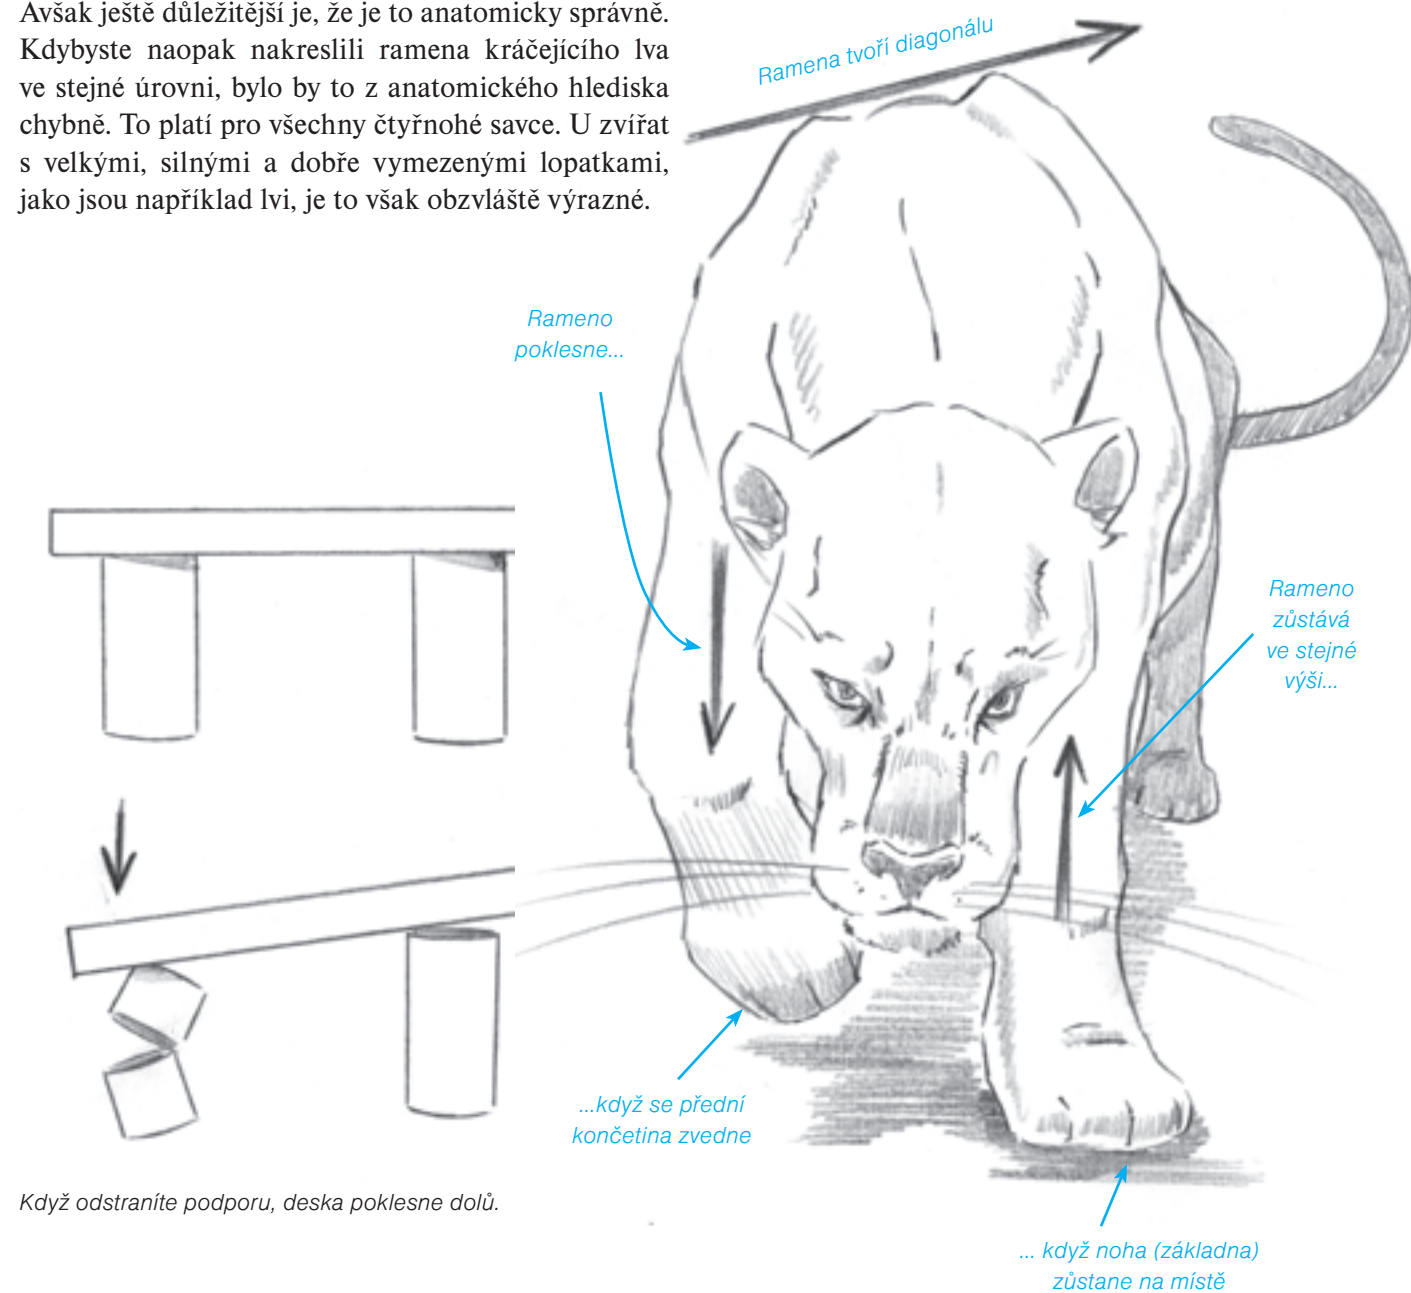 Avšak ještě důležitější je, že je to anatomicky správně.
Kdybyste naopak nakreslili ramena kráčejícího lva
ve stejné úrovni, bylo by to z anatomického hlediska
chybně. To platí pro všechny čtyřnohé savce. U zvířat
s velkými, silnými a dobře vymezenými lopatkami,
jako jsou například lvi, je to však obzvláště výrazné.
Ramena tvoří diagonálu
Rameno
poklesne...
Rameno
zůstává
ve stejné
výši...
...když se přední
končetina zvedne
Když odstraníte podporu, deska poklesne dolů.
... když noha (základna)
zůstane na místě